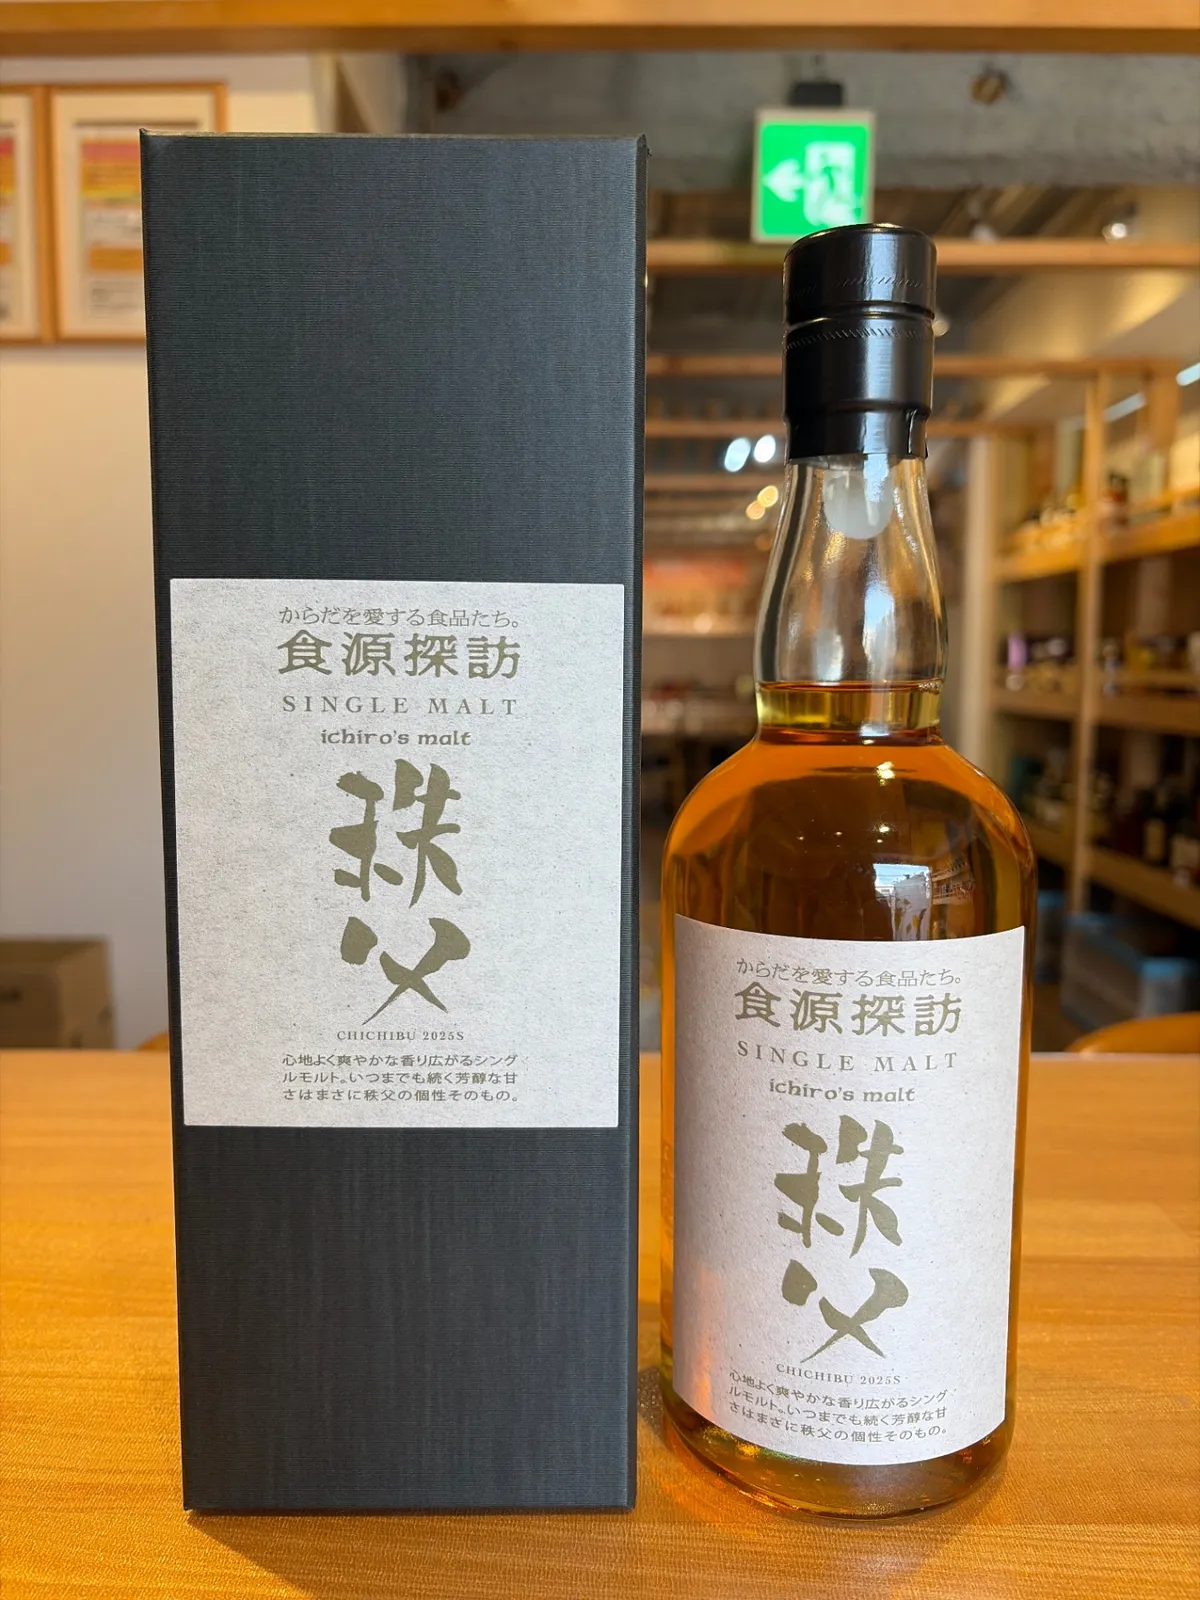 からだを愛する食品たち。
食源探訪
SINGLE MALT
ichiro's malt
秩父
CHICHIBU 2025S
心地よく爽やかな香り広がるシング
ルモルト。いつまでも続く芳醇な甘
さはまさに秩父の個性そのもの。
からだを愛する食品たち。
食源探訪
SINGLE MALT
ichiro's malt
秩父
CHICHIBU 2025S
心地よく爽やかな香り広がるシング
ルモルト。いつまでも続く芳醇な甘
さはまさに秩父の個性そのもの。